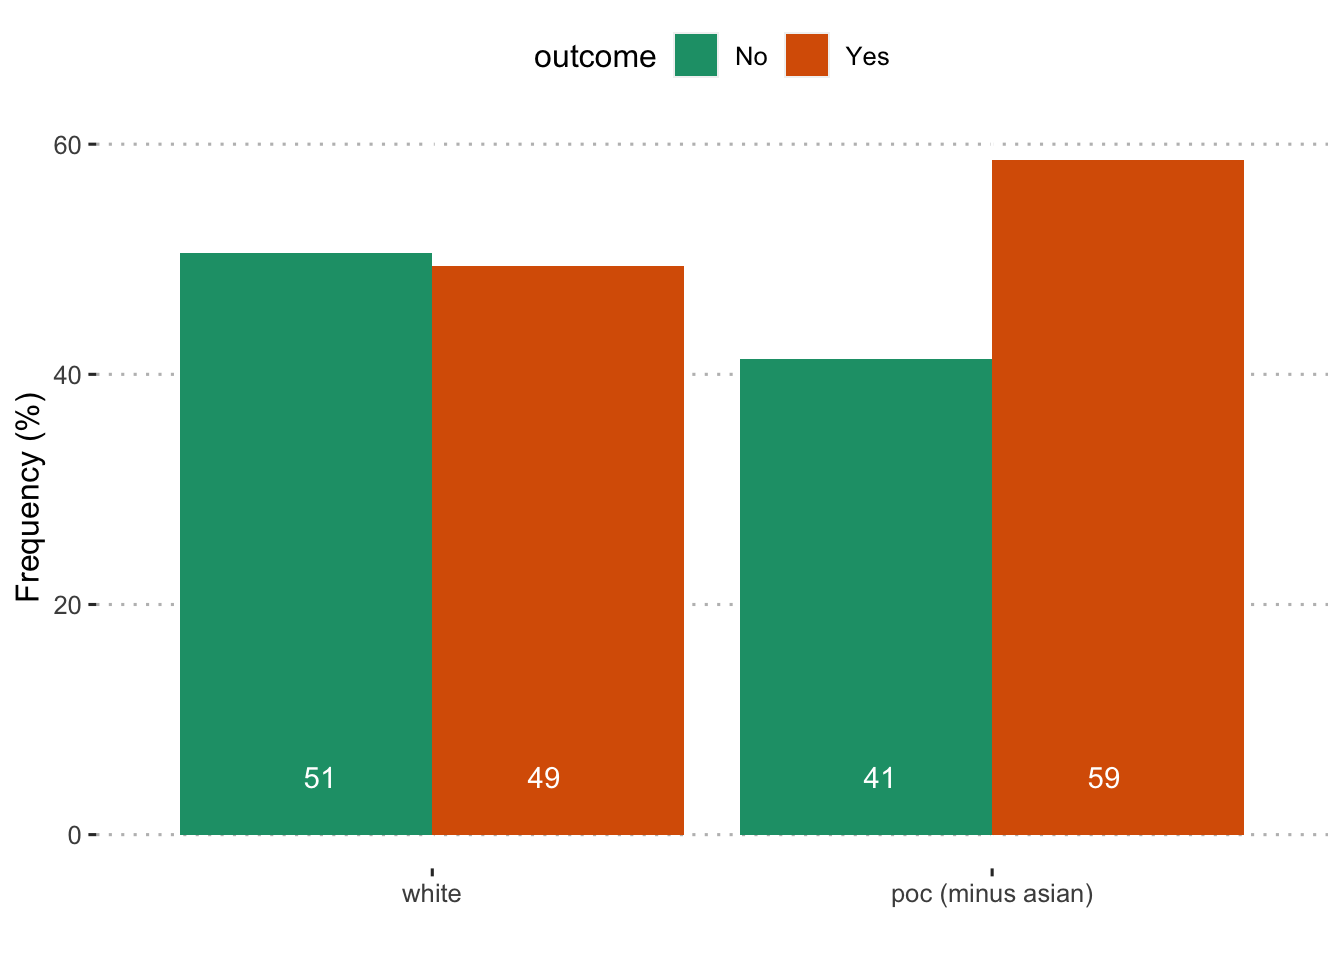 outcome No Yes
60
40
20
0
Frequency (%)
51 49 41 59
white poc (minus asian)